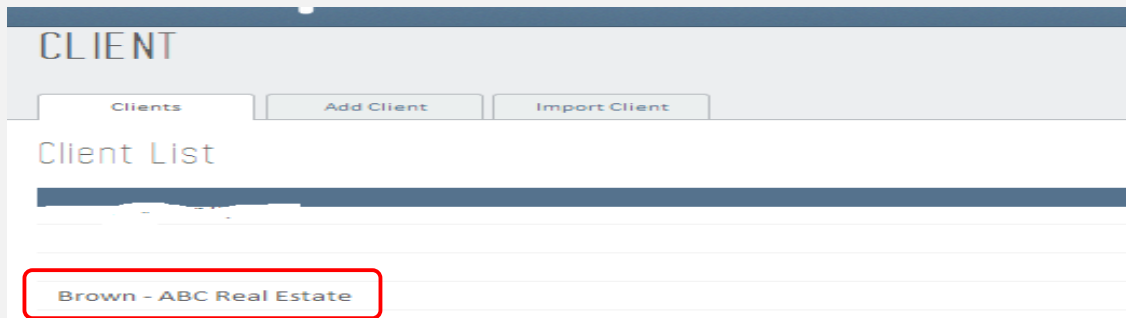 CLIENT
Clients Add Client Import Client
Client List
Brown - ABC Real Estate